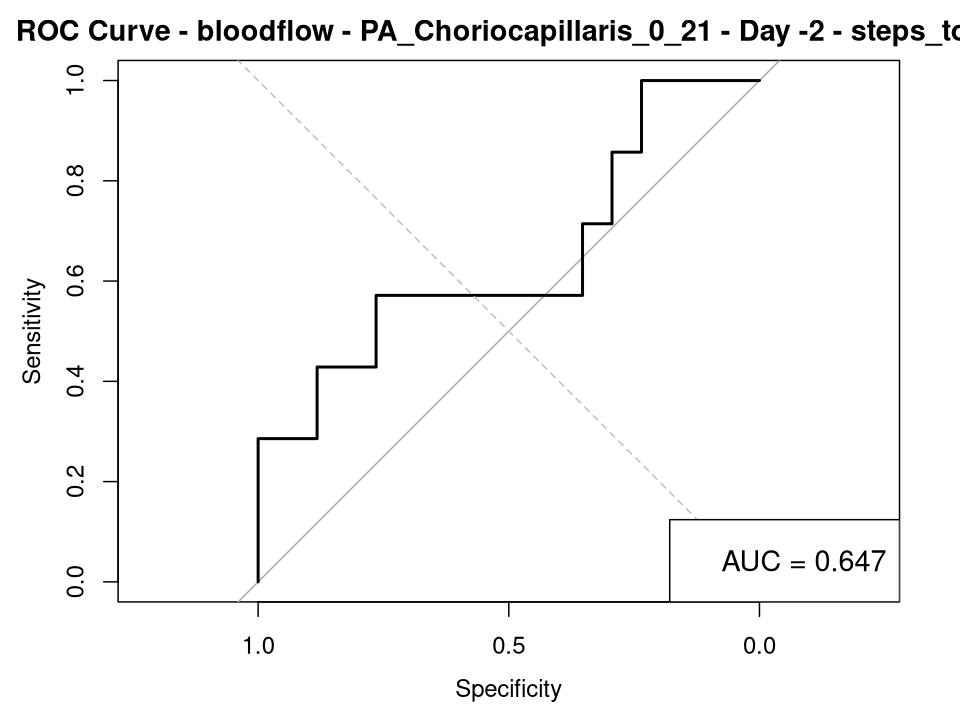 ROC Curve - bloodflow - PA_Choriocapillaris_0_21 - Day -2 - steps_to
1.0
0.8
0.6
0.4
0.2
0.0
Sensitivity
AUC = 0.647
1.0 0.5 0.0
Specificity